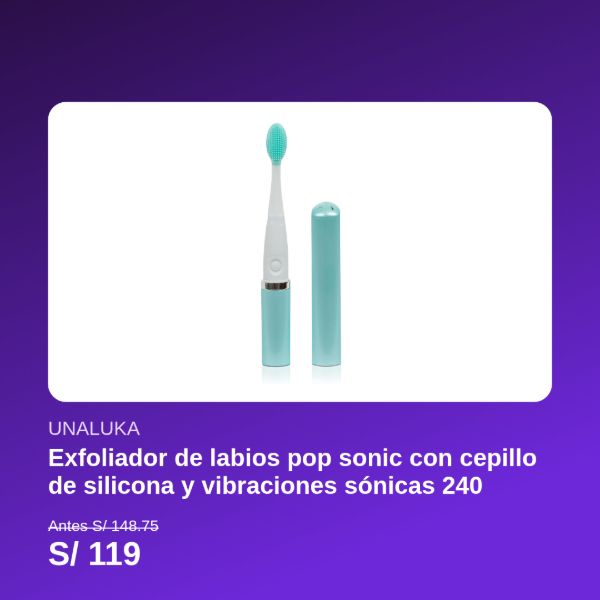 UNALUKA
Exfoliador de labios pop sonic con cepillo
de silicona y vibraciones sónicas 240
Antes S/ 148.75
S/ 119